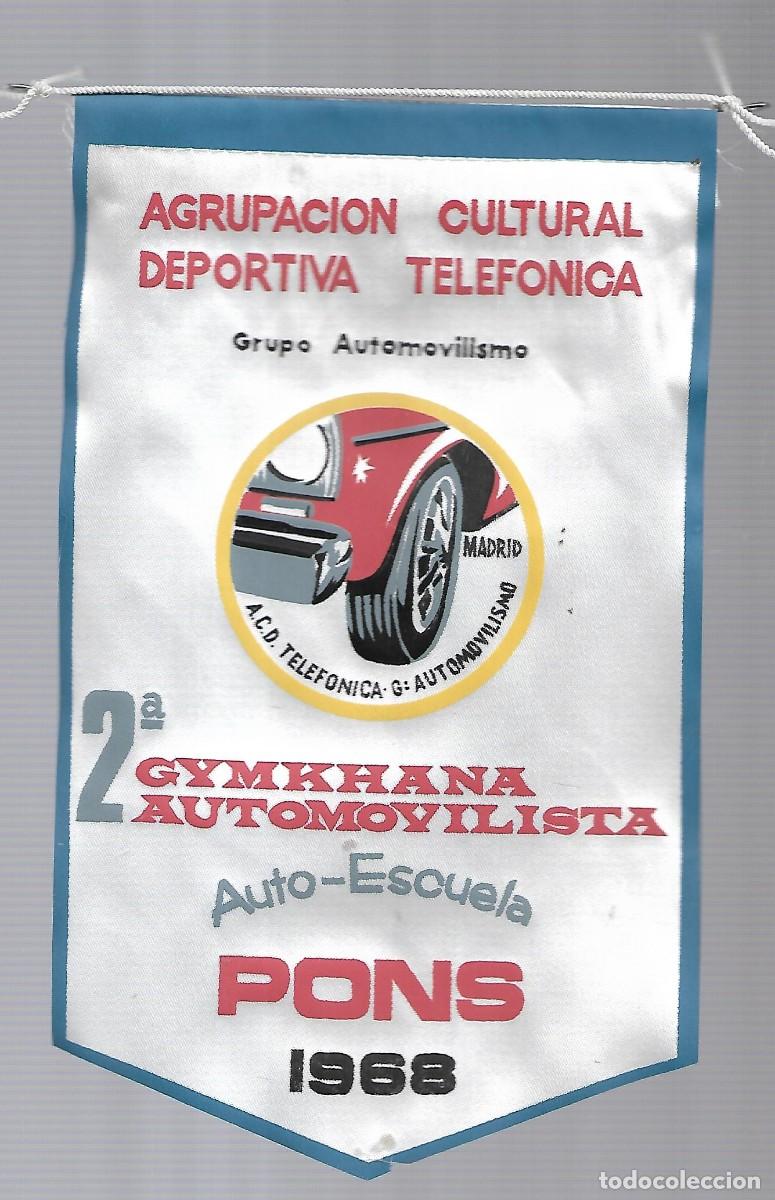 AGRUPACION CULTURAL
DEPORTIVA TELEFONICA
Grupo Automovilismo
MADRID
A.C.D. TELEFONICA · G: AUTOMOVILISMO
2ª
GYMKHANA
AUTOMOVILISTA
Auto-Escuela
PONS
1968
todocoleccion